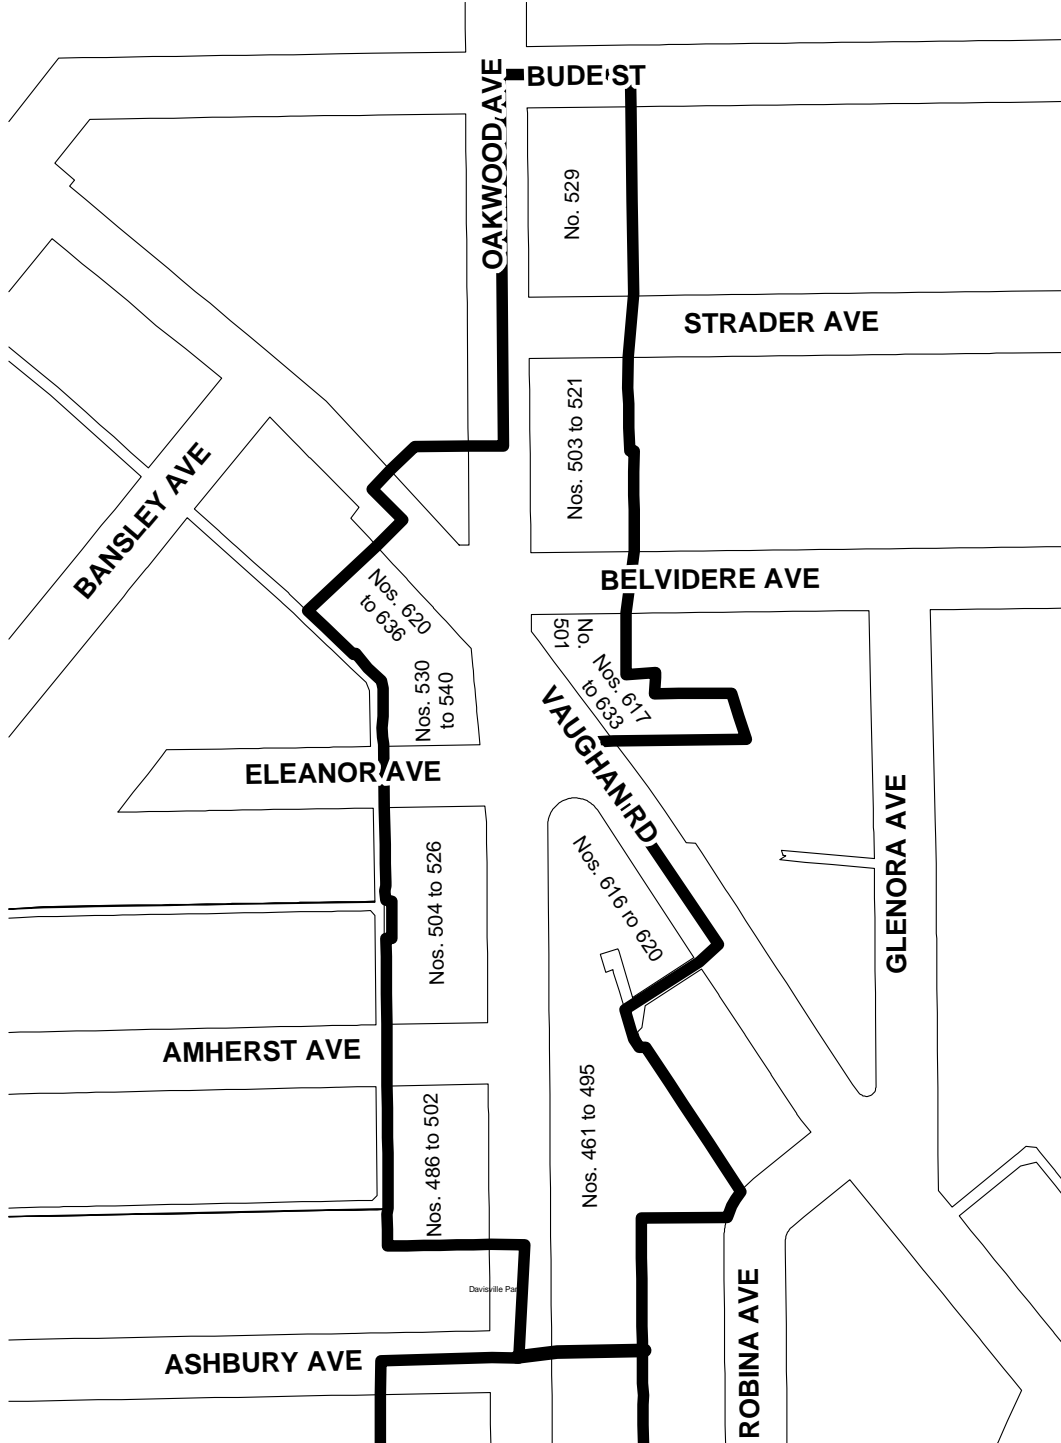 BUDE ST
OAKWOOD AVE
No. 529
STRADER AVE
Nos. 503 to 521
BANSLEY AVE
BELVIDERE AVE
Nos. 620
to 636
No.
501
Nos. 617
to 633
Nos. 530
to 540
VAUGHAN RD
ELEANOR AVE
GLENORA AVE
Nos. 504 to 526
Nos. 616 ro 620
AMHERST AVE
Nos. 486 to 502
Nos. 461 to 495
Davisville Par
ASHBURY AVE
ROBINA AVE